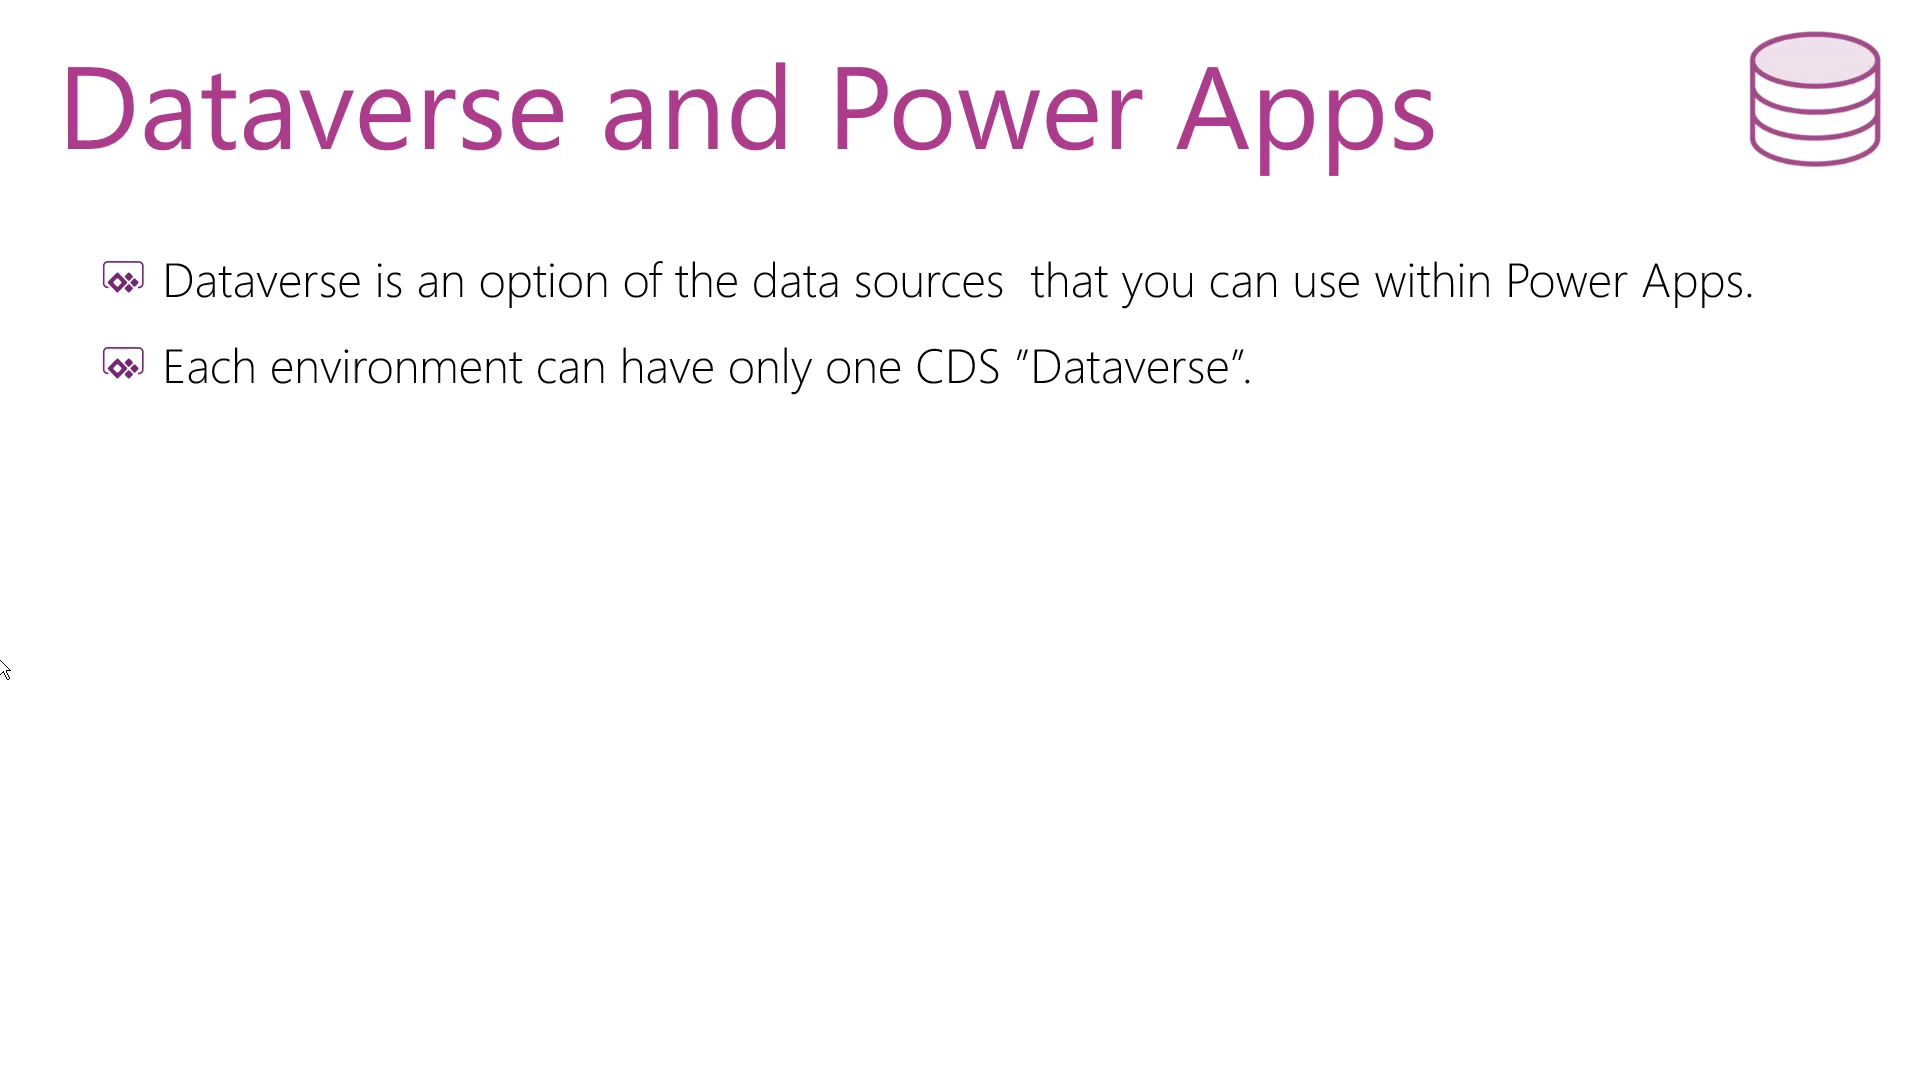 Dataverse and Power Apps
Dataverse is an option of the data sources  that you can use within Power Apps.
Each environment can have only one CDS ”Dataverse”.